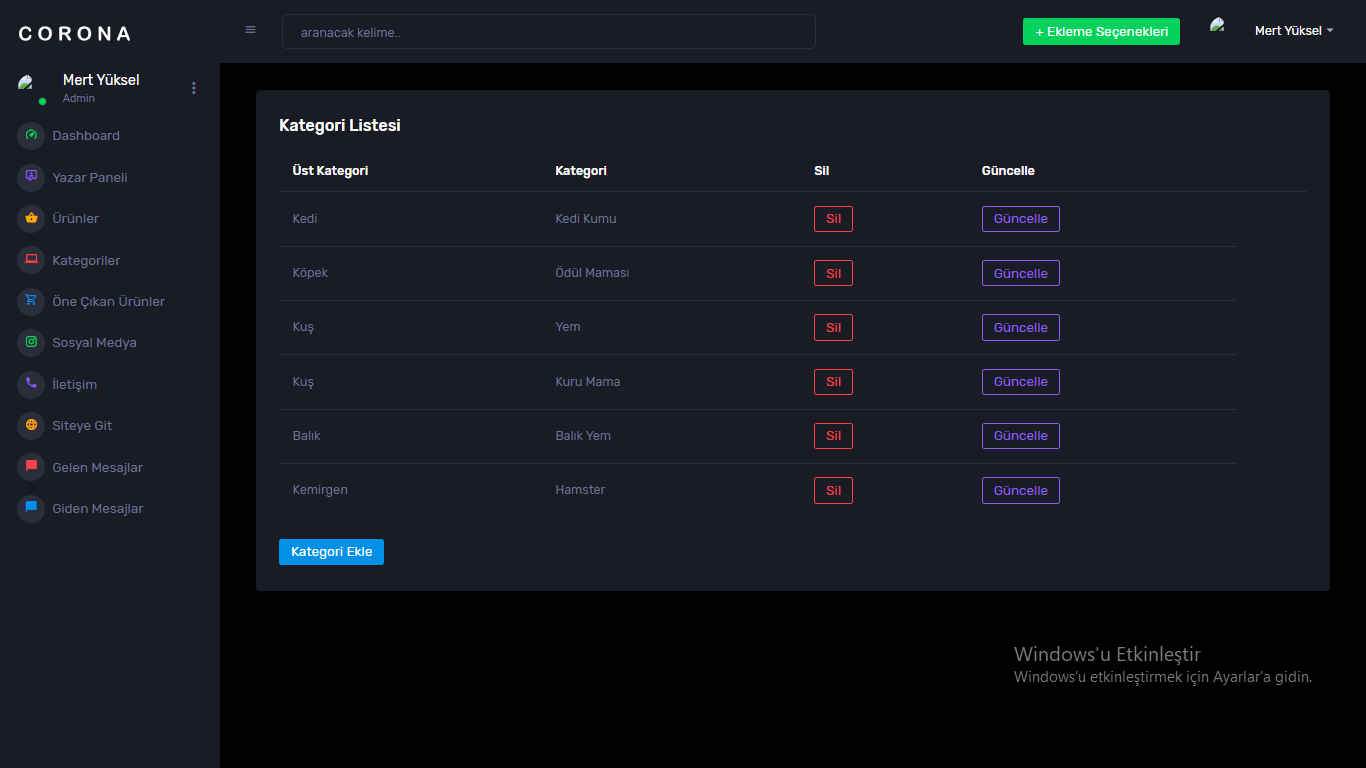 CORONA
aranacak kelime..
+ Ekleme Seçenekleri
Mert Yüksel
Mert Yüksel
Admin
Dashboard
Yazar Paneli
Ürünler
Kategoriler
Öne Çıkan Ürünler
Sosyal Medya
İletişim
Siteye Git
Gelen Mesajlar
Giden Mesajlar
Kategori Listesi
Üst Kategori Kategori Sil Güncelle
Kedi Kedi Kumu Sil Güncelle
Köpek Ödül Maması Sil Güncelle
Kuş Yem Sil Güncelle
Kuş Kuru Mama Sil Güncelle
Balık Balık Yem Sil Güncelle
Kemirgen Hamster Sil Güncelle
Kategori Ekle
Windows'u Etkinleştir
Windows'u etkinleştirmek için Ayarlar'a gidin.